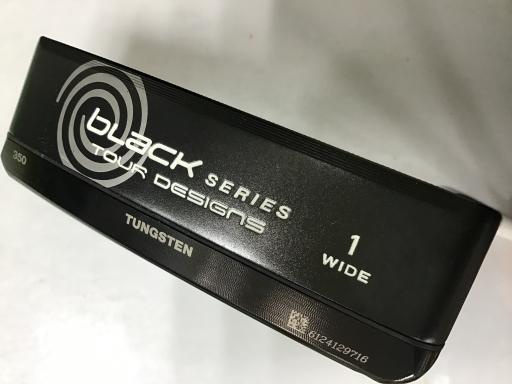 black SERIES
TOUR DESIGNS
1
WIDE
350
TUNGSTEN
6124129716